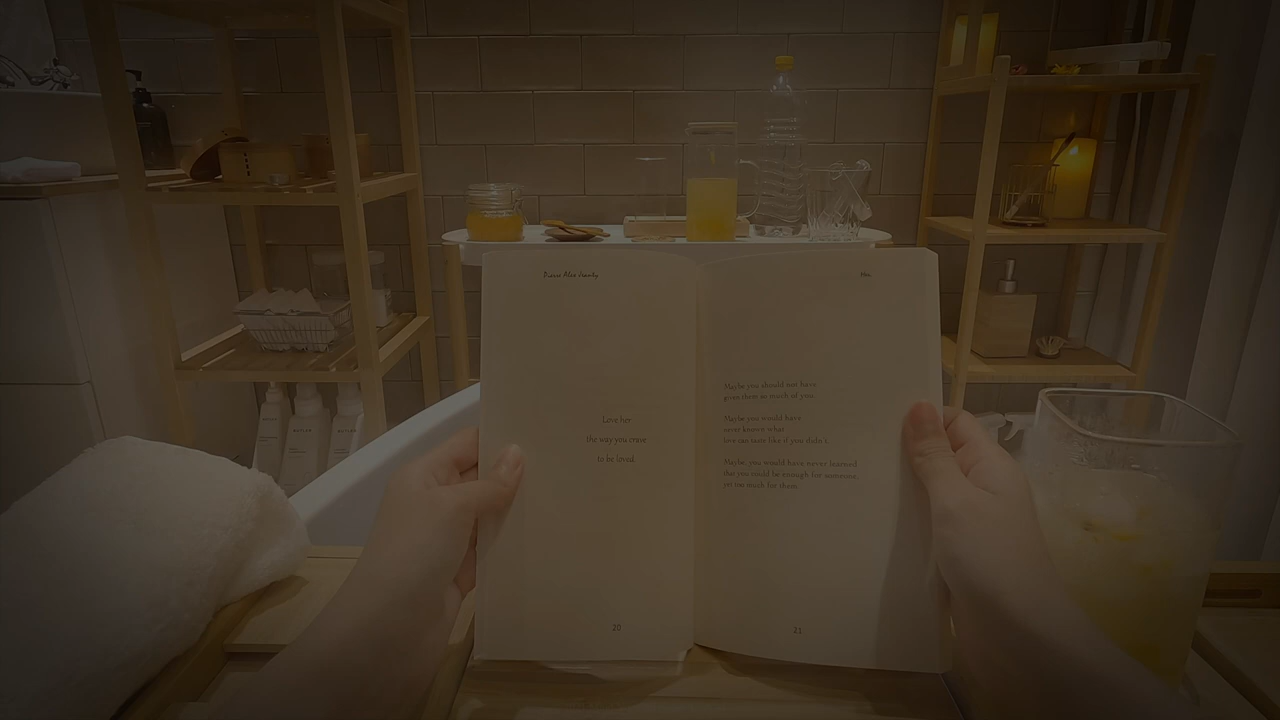 Pierre Alex Jeanty
Her
Love her
the way you crave
to be loved.
20
Maybe you should not have
given them so much of you.
Maybe you would have
never known what
love can taste like if you didn't.
Maybe, you would have never learned
that you could be enough for someone,
yet too much for them.
21